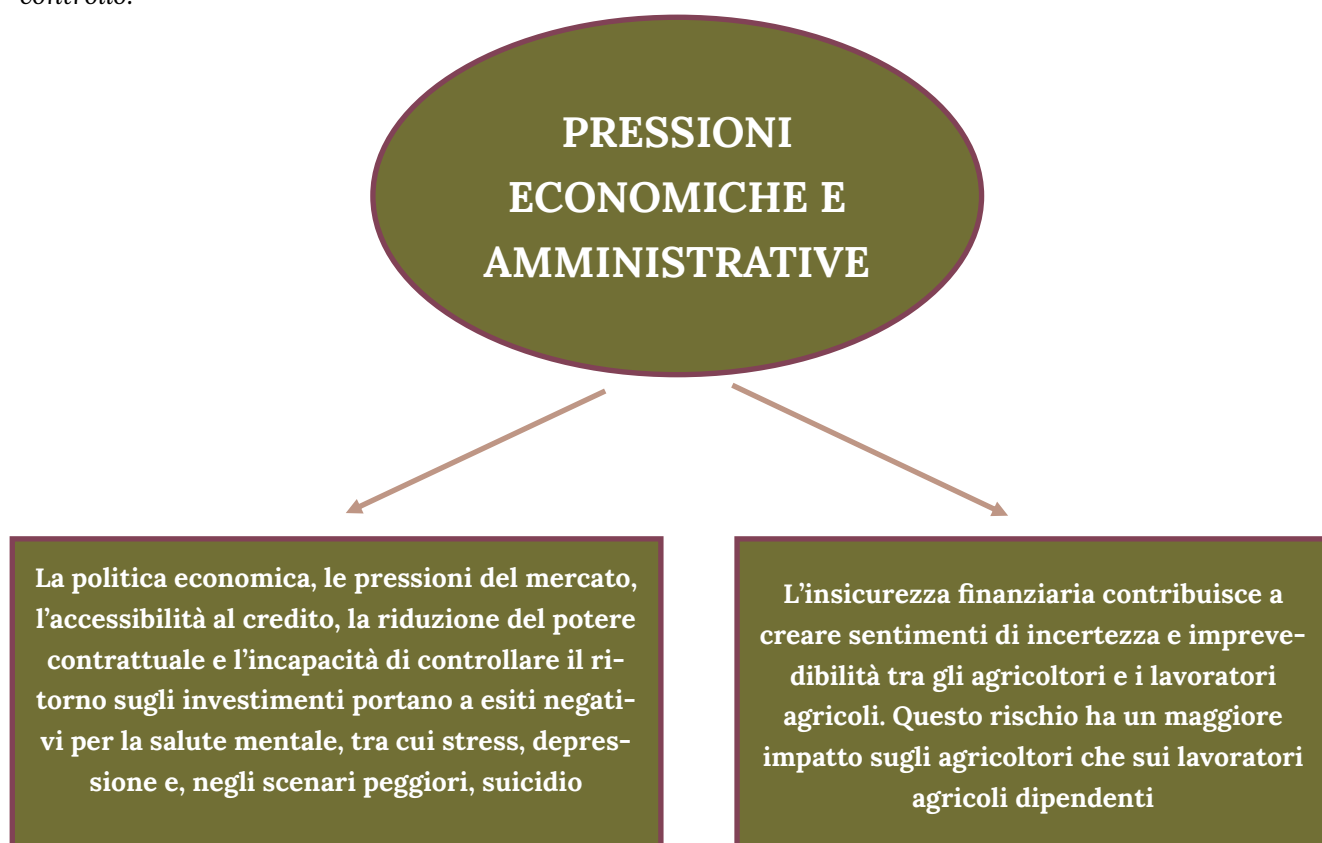 controllo.
PRESSIONI
ECONOMICHE E
AMMINISTRATIVE
La politica economica, le pressioni del mercato,
l’accessibilità al credito, la riduzione del potere
contrattuale e l’incapacità di controllare il ri-
torno sugli investimenti portano a esiti negati-
vi per la salute mentale, tra cui stress, depres-
sione e, negli scenari peggiori, suicidio
L’insicurezza finanziaria contribuisce a
creare sentimenti di incertezza e impreve-
dibilità tra gli agricoltori e i lavoratori
agricoli. Questo rischio ha un maggiore
impatto sugli agricoltori che sui lavoratori
agricoli dipendenti